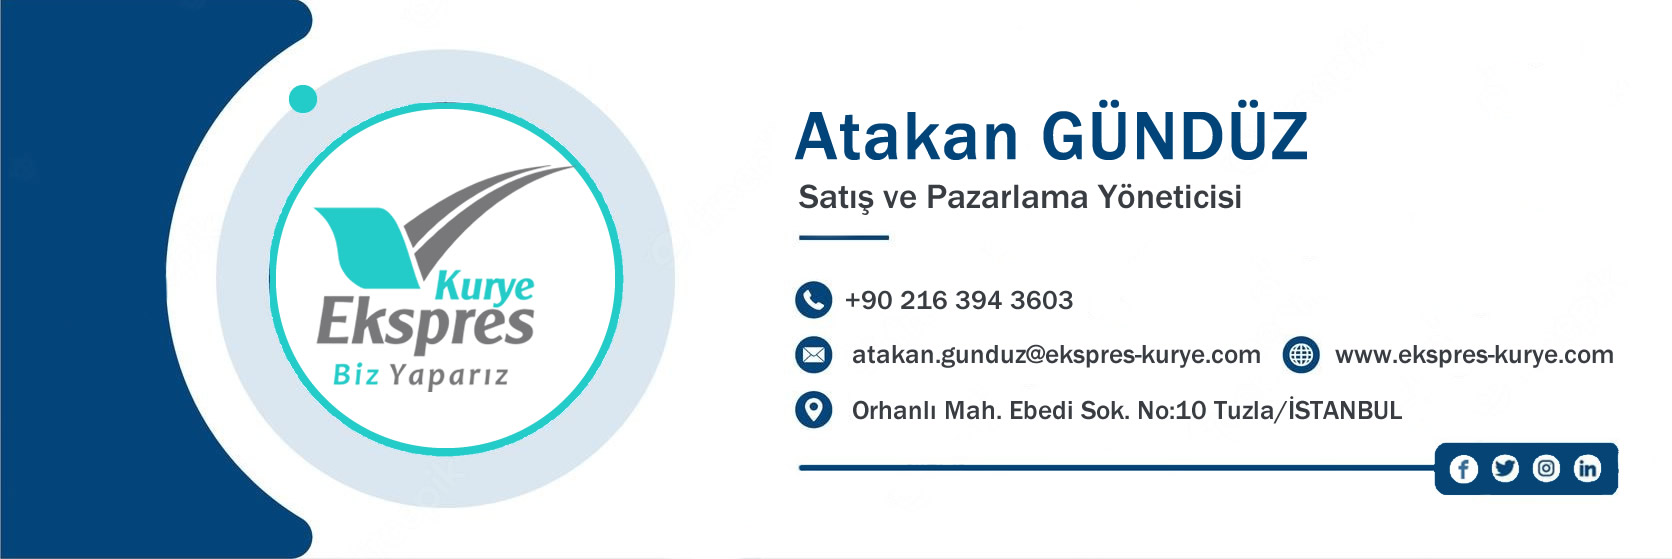 Kurye
Ekspres
Biz Yaparız
Atakan GÜNDÜZ
Satış ve Pazarlama Yöneticisi
+90 216 394 3603
atakan.gunduz@ekspres-kurye.com
www.ekspres-kurye.com
Orhanlı Mah. Ebedi Sok. No:10 Tuzla/İSTANBUL